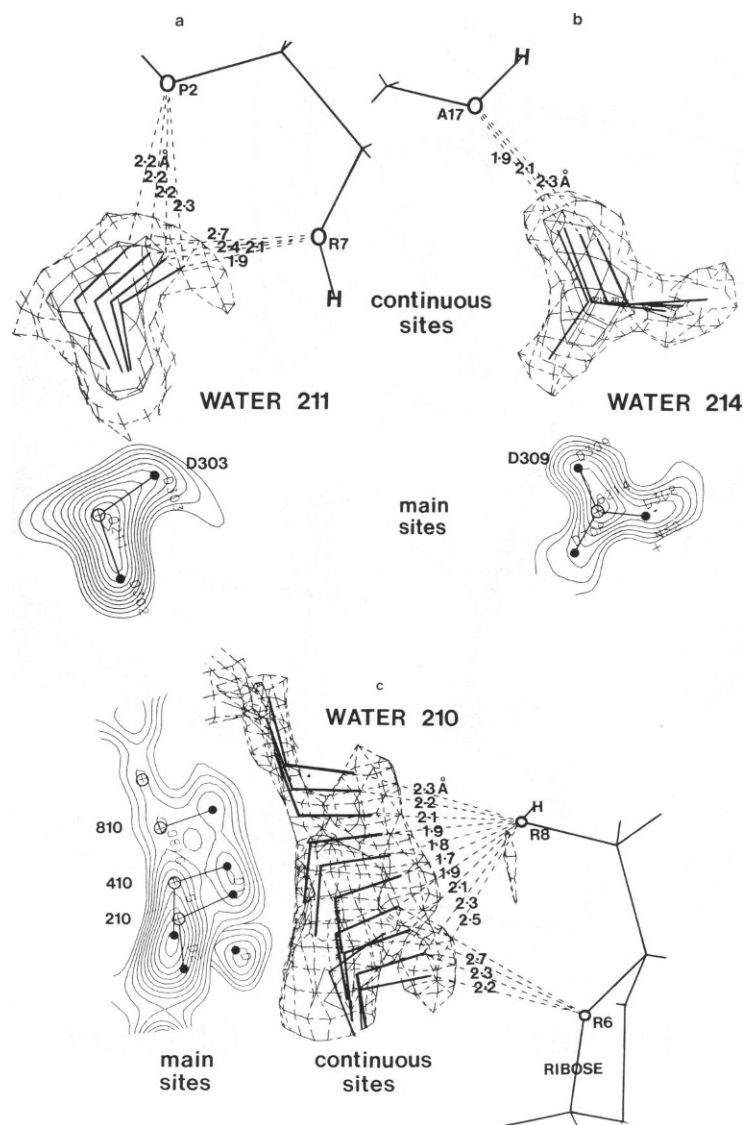 a
b
H
O P2
O
A17
2·2Å
2·2
2·2
2·3
1·9
2·1
2·3Å
2·7
2·4
2·1
1·9
O R7
H
continuous
sites
WATER 211
WATER 214
D303
D309
main
sites
c
WATER 210
2·3Å
2·2
2·1
1·9
1·8
1·7
1·9
2·1
2·3
2·5
H
R8
810
410
210
2·7
2·3
2·2
R6
RIBOSE
main
sites
continuous
sites